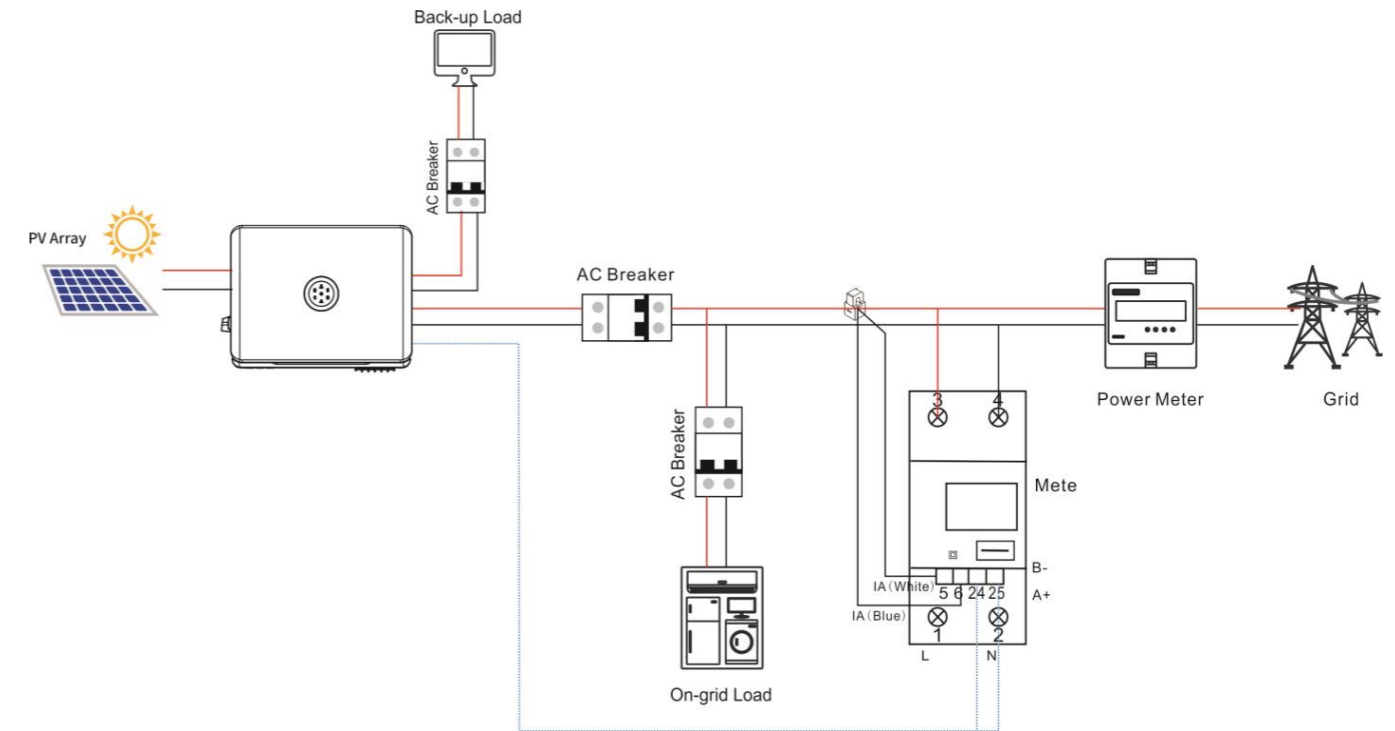 Back-up Load
AC Breaker
PV Array
AC Breaker
Power Meter
Grid
3 4
AC Breaker
Mete
B-
IA(White) 5 6 24 25 A+
IA(Blue)
1 2
L N
On-grid Load